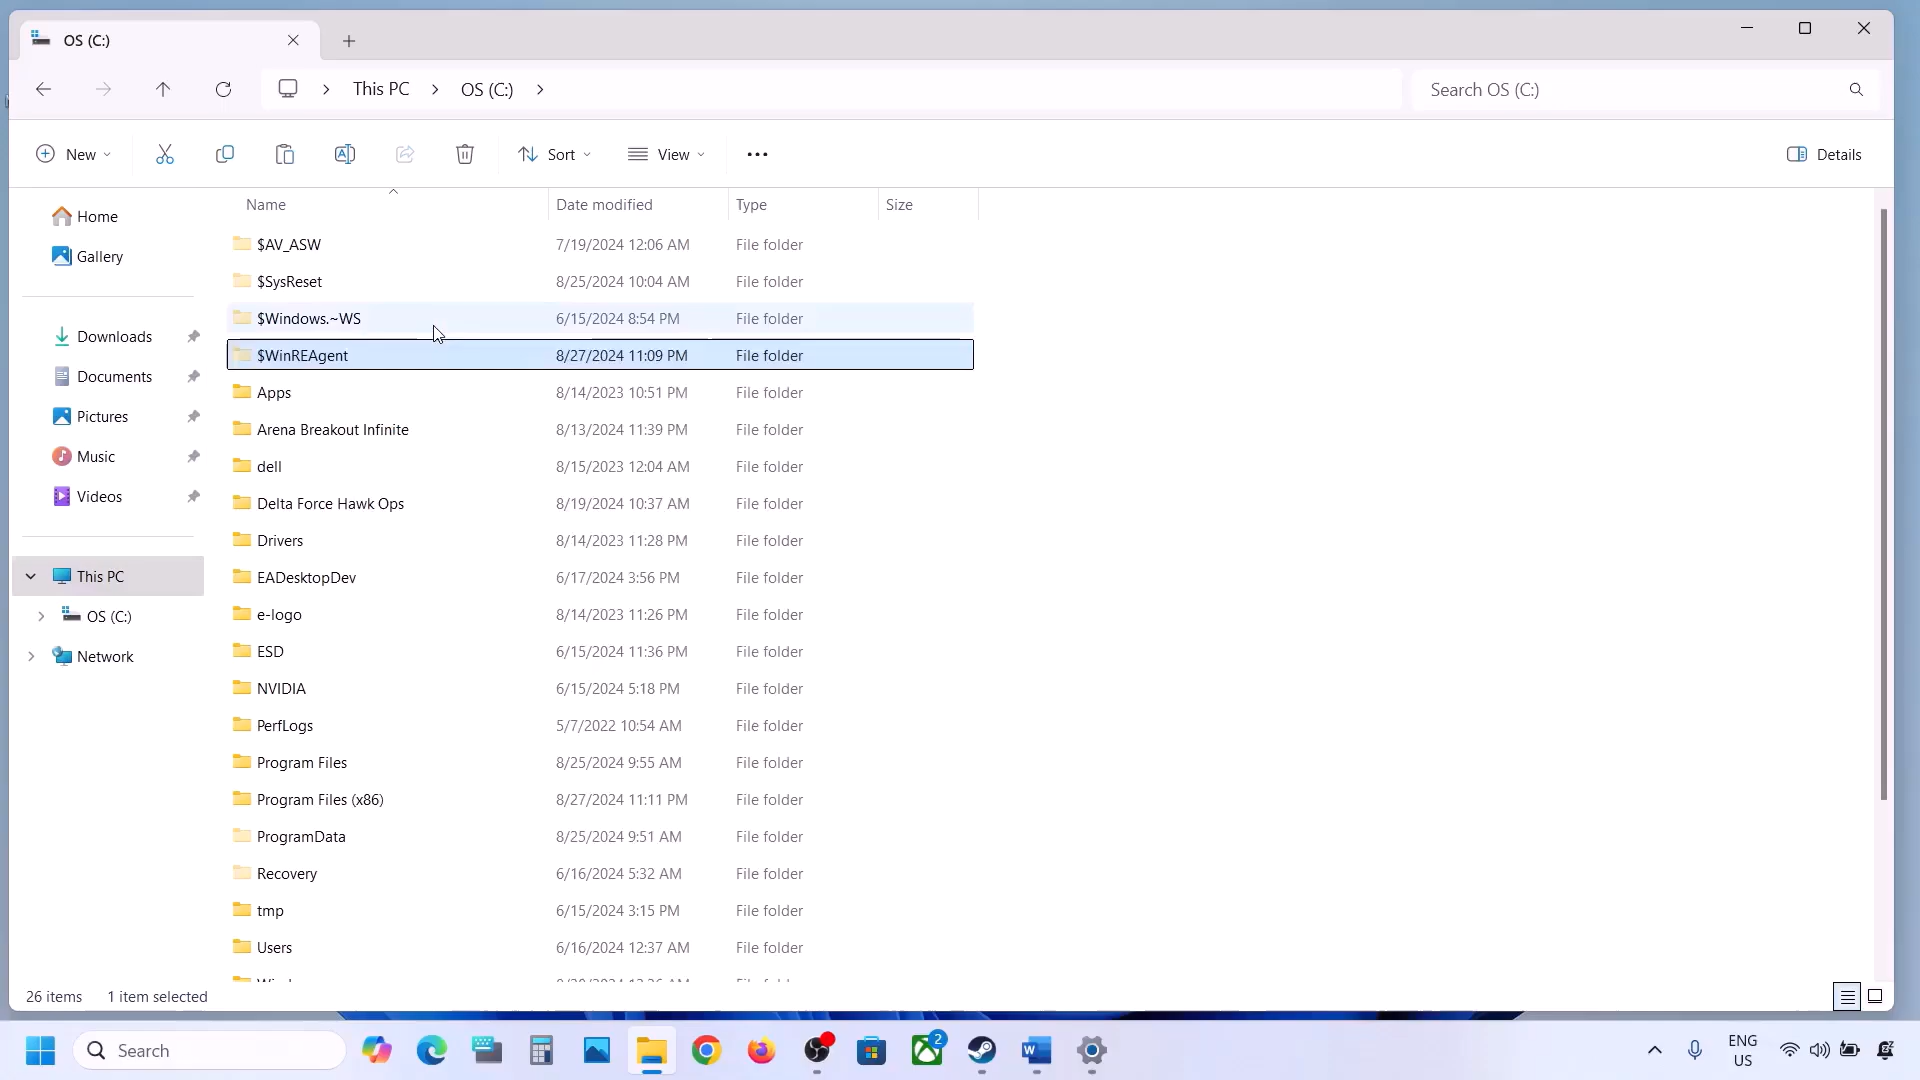 OS (C:)
This PC
OS (C:)
Search OS (C:)
New
Sort
View
Details
Name
Date modified
Type
Size
Home
Gallery
Downloads
Documents
Pictures
Music
Videos
This PC
OS (C:)
Network
$AV_ASW 7/19/2024 12:06 AM File folder
$SysReset 8/25/2024 10:04 AM File folder
$Windows.~WS 6/15/2024 8:54 PM File folder
$WinREAgent 8/27/2024 11:09 PM File folder
Apps 8/14/2023 10:51 PM File folder
Arena Breakout Infinite 8/13/2024 11:39 PM File folder
dell 8/15/2023 12:04 AM File folder
Delta Force Hawk Ops 8/19/2024 10:37 AM File folder
Drivers 8/14/2023 11:28 PM File folder
EADesktopDev 6/17/2024 3:56 PM File folder
e-logo 8/14/2023 11:26 PM File folder
ESD 6/15/2024 11:36 PM File folder
NVIDIA 6/15/2024 5:18 PM File folder
PerfLogs 5/7/2022 10:54 AM File folder
Program Files 8/25/2024 9:55 AM File folder
Program Files (x86) 8/27/2024 11:11 PM File folder
ProgramData 8/25/2024 9:51 AM File folder
Recovery 6/16/2024 5:32 AM File folder
tmp 6/15/2024 3:15 PM File folder
Users 6/16/2024 12:37 AM File folder
26 items 1 item selected
Search
2
ENG
US